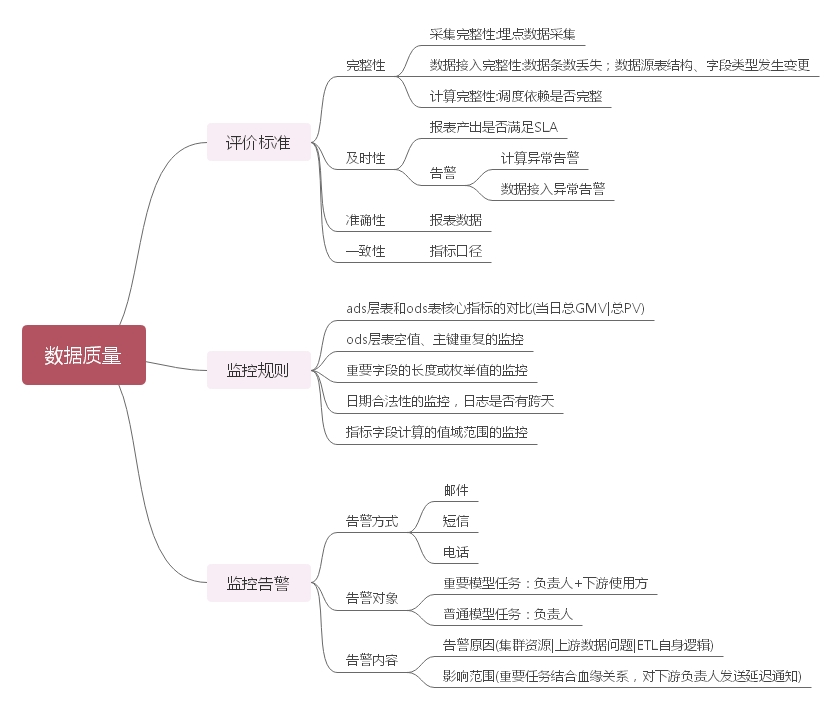 数据质量
评价标准
完整性
采集完整性:埋点数据采集
数据接入完整性:数据条数丢失；数据源表结构、字段类型发生变更
计算完整性:调度依赖是否完整
及时性
报表产出是否满足SLA
告警
计算异常告警
数据接入异常告警
准确性
报表数据
一致性
指标口径
监控规则
ads层表和ods表核心指标的对比(当日总GMV|总PV)
ods层表空值、主键重复的监控
重要字段的长度或枚举值的监控
日期合法性的监控，日志是否有跨天
指标字段计算的值域范围的监控
监控告警
告警方式
邮件
短信
电话
告警对象
重要模型任务：负责人+下游使用方
普通模型任务：负责人
告警内容
告警原因(集群资源|上游数据问题|ETL自身逻辑)
影响范围(重要任务结合血缘关系，对下游负责人发送延迟通知)